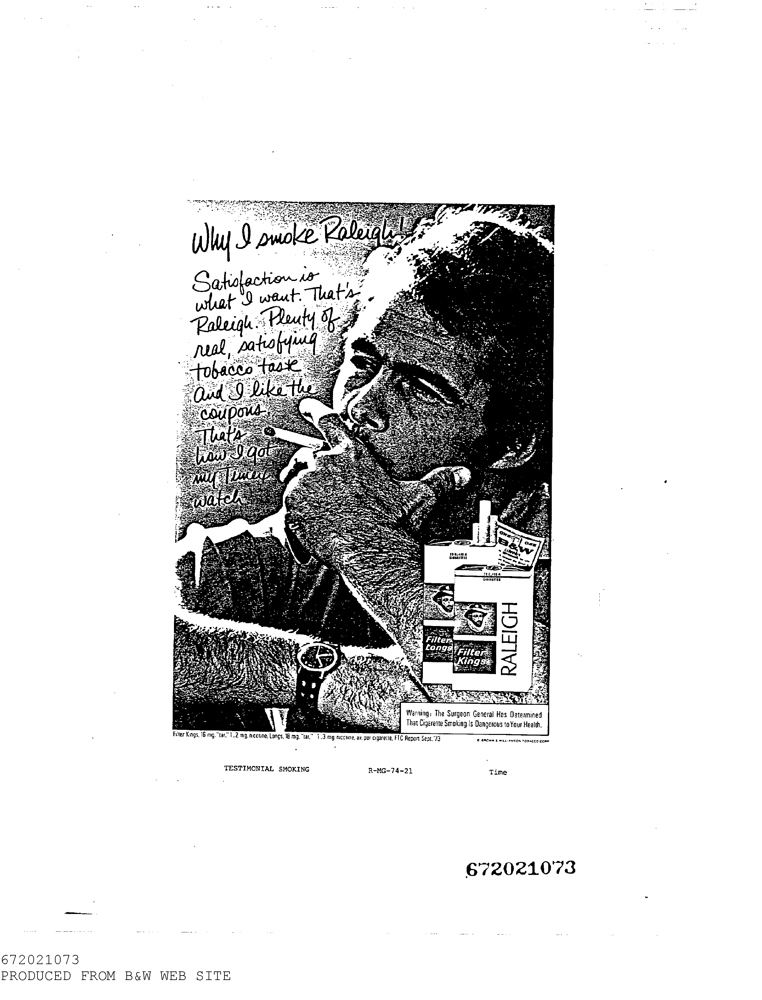 Why I smoke Raleigh!
Satisfaction is
what I want. That's
Raleigh. Plenty of
real, satisfying
tobacco taste
And I like the
coupons.
That's
how I got
my Timex
watch
RALEIGH
CIGARETTES
RALEIGH
CIGARETTES
B&W
Filter
Longs
Filter
Kings
RALEIGH
Warning: The Surgeon General Has Determined
That Cigarette Smoking Is Dangerous to Your Health.
Filter Kings, 16 mg. "tar," 1.2 mg. nicotine; Longs, 18 mg. "tar," 1.3 mg. nicotine, av. per cigarette, FTC Report Sept. '73
© BROWN & WILLIAMSON TOBACCO CORP.
TESTIMONIAL SMOKING R-MG-74-21 Time
672021073
672021073
PRODUCED FROM B&W WEB SITE